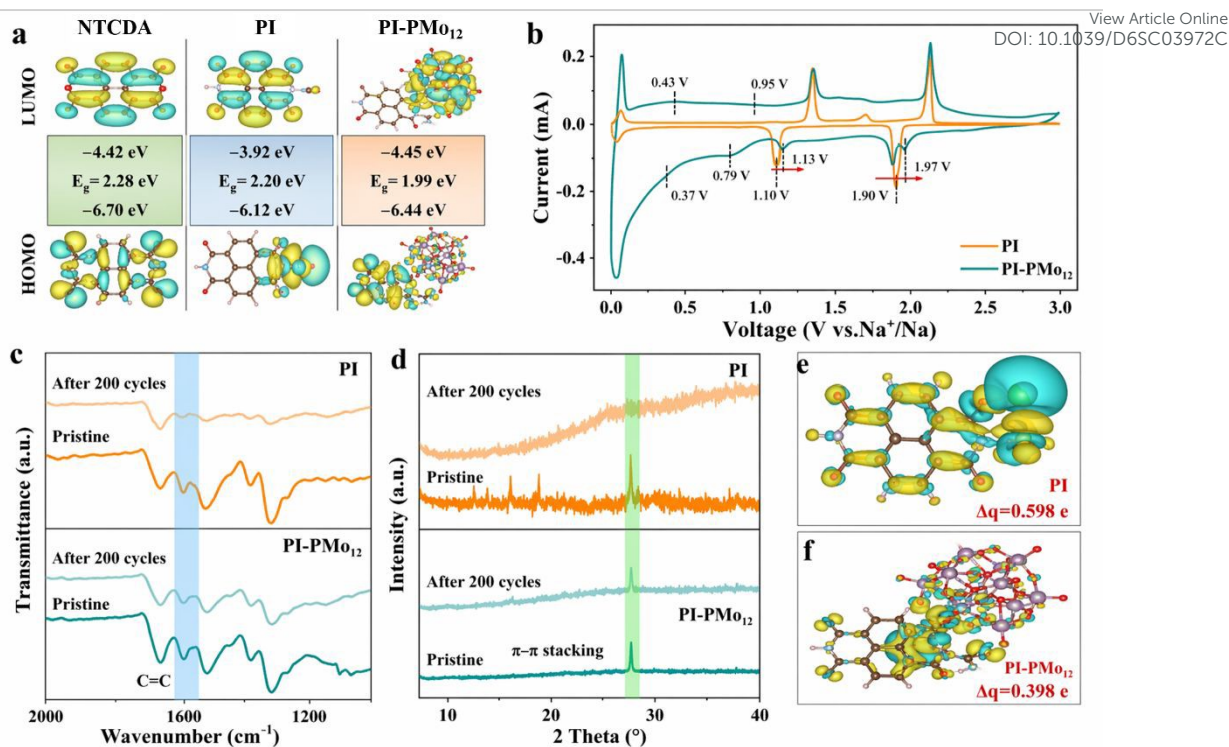 View Article Online
DOI: 10.1039/D6SC03972C
a
NTCDA
PI
PI-PMo₁₂
LUMO
−4.42 eV
E_g = 2.28 eV
−6.70 eV
−3.92 eV
E_g = 2.20 eV
−6.12 eV
−4.45 eV
E_g = 1.99 eV
−6.44 eV
HOMO
b
Current (mA)
0.2
0.0
-0.2
-0.4
0.43 V
0.95 V
0.37 V
0.79 V
1.10 V
1.13 V
1.90 V
1.97 V
PI
PI-PMo₁₂
0.0
0.5
1.0
1.5
2.0
2.5
3.0
Voltage (V vs.Na⁺/Na)
c
Transmittance (a.u.)
PI
After 200 cycles
Pristine
PI-PMo₁₂
After 200 cycles
Pristine
C=C
2000
1600
1200
Wavenumber (cm⁻¹)
d
Intensity (a.u.)
PI
After 200 cycles
Pristine
After 200 cycles
PI-PMo₁₂
π–π stacking
Pristine
10
20
30
40
2 Theta (°)
e
PI
Δq=0.598 e
f
PI-PMo₁₂
Δq=0.398 e